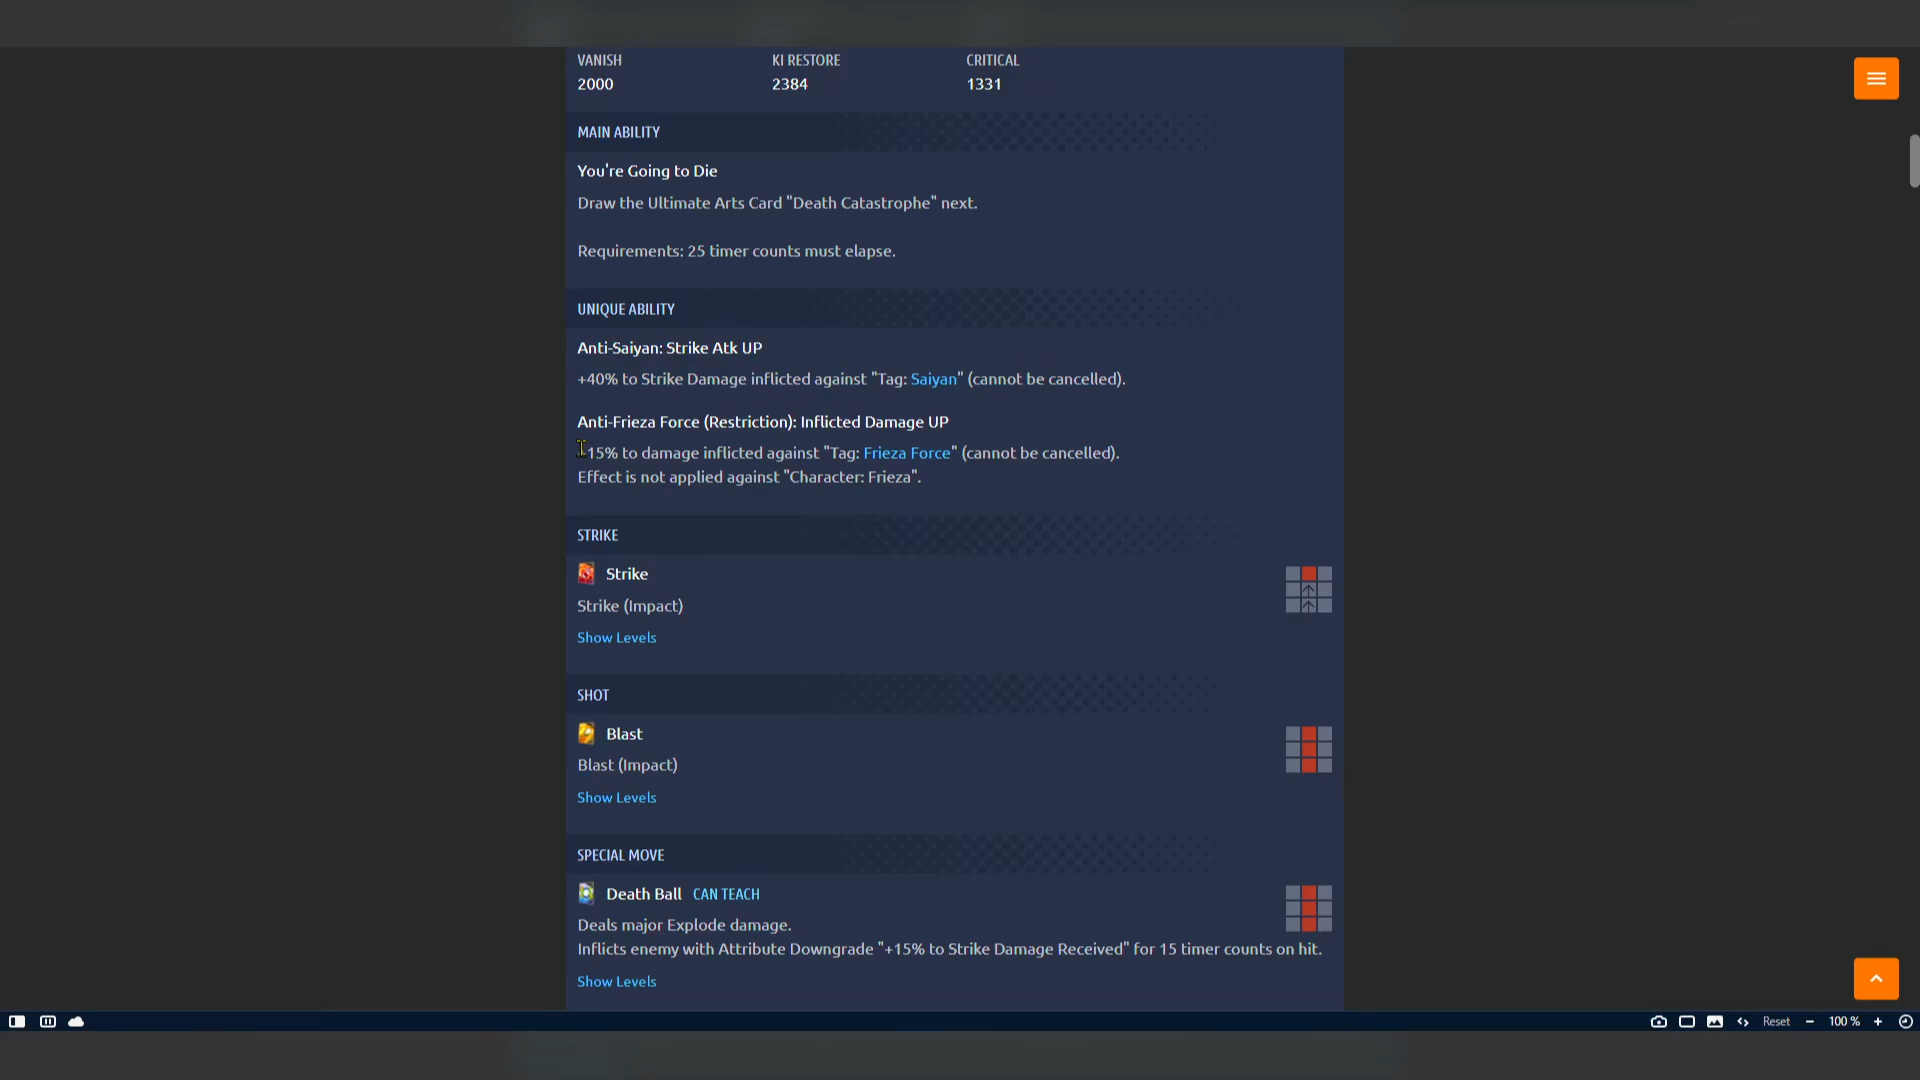 VANISH KI RESTORE CRITICAL
2000 2384 1331
MAIN ABILITY
You're Going to Die
Draw the Ultimate Arts Card "Death Catastrophe" next.
Requirements: 25 timer counts must elapse.
UNIQUE ABILITY
Anti-Saiyan: Strike Atk UP
+40% to Strike Damage inflicted against "Tag: Saiyan" (cannot be cancelled).
Anti-Frieza Force (Restriction): Inflicted Damage UP
15% to damage inflicted against "Tag: Frieza Force" (cannot be cancelled).
Effect is not applied against "Character: Frieza".
STRIKE
Strike
Strike (Impact)
Show Levels
SHOT
Blast
Blast (Impact)
Show Levels
SPECIAL MOVE
Death Ball CAN TEACH
Deals major Explode damage.
Inflicts enemy with Attribute Downgrade "+15% to Strike Damage Received" for 15 timer counts on hit.
Show Levels
Reset − 100 % +